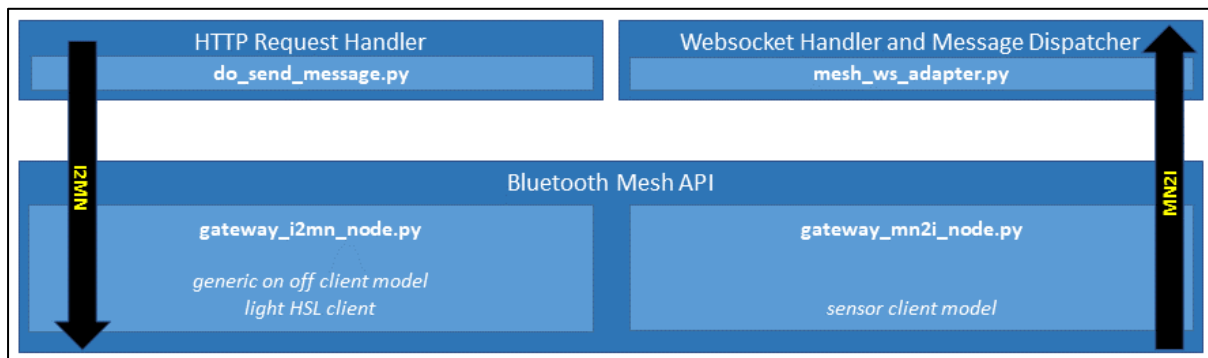 HTTP Request Handler
do_send_message.py
Websocket Handler and Message Dispatcher
mesh_ws_adapter.py
I2MN
MN2I
Bluetooth Mesh API
gateway_i2mn_node.py
generic on off client model
light HSL client
gateway_mn2i_node.py
sensor client model